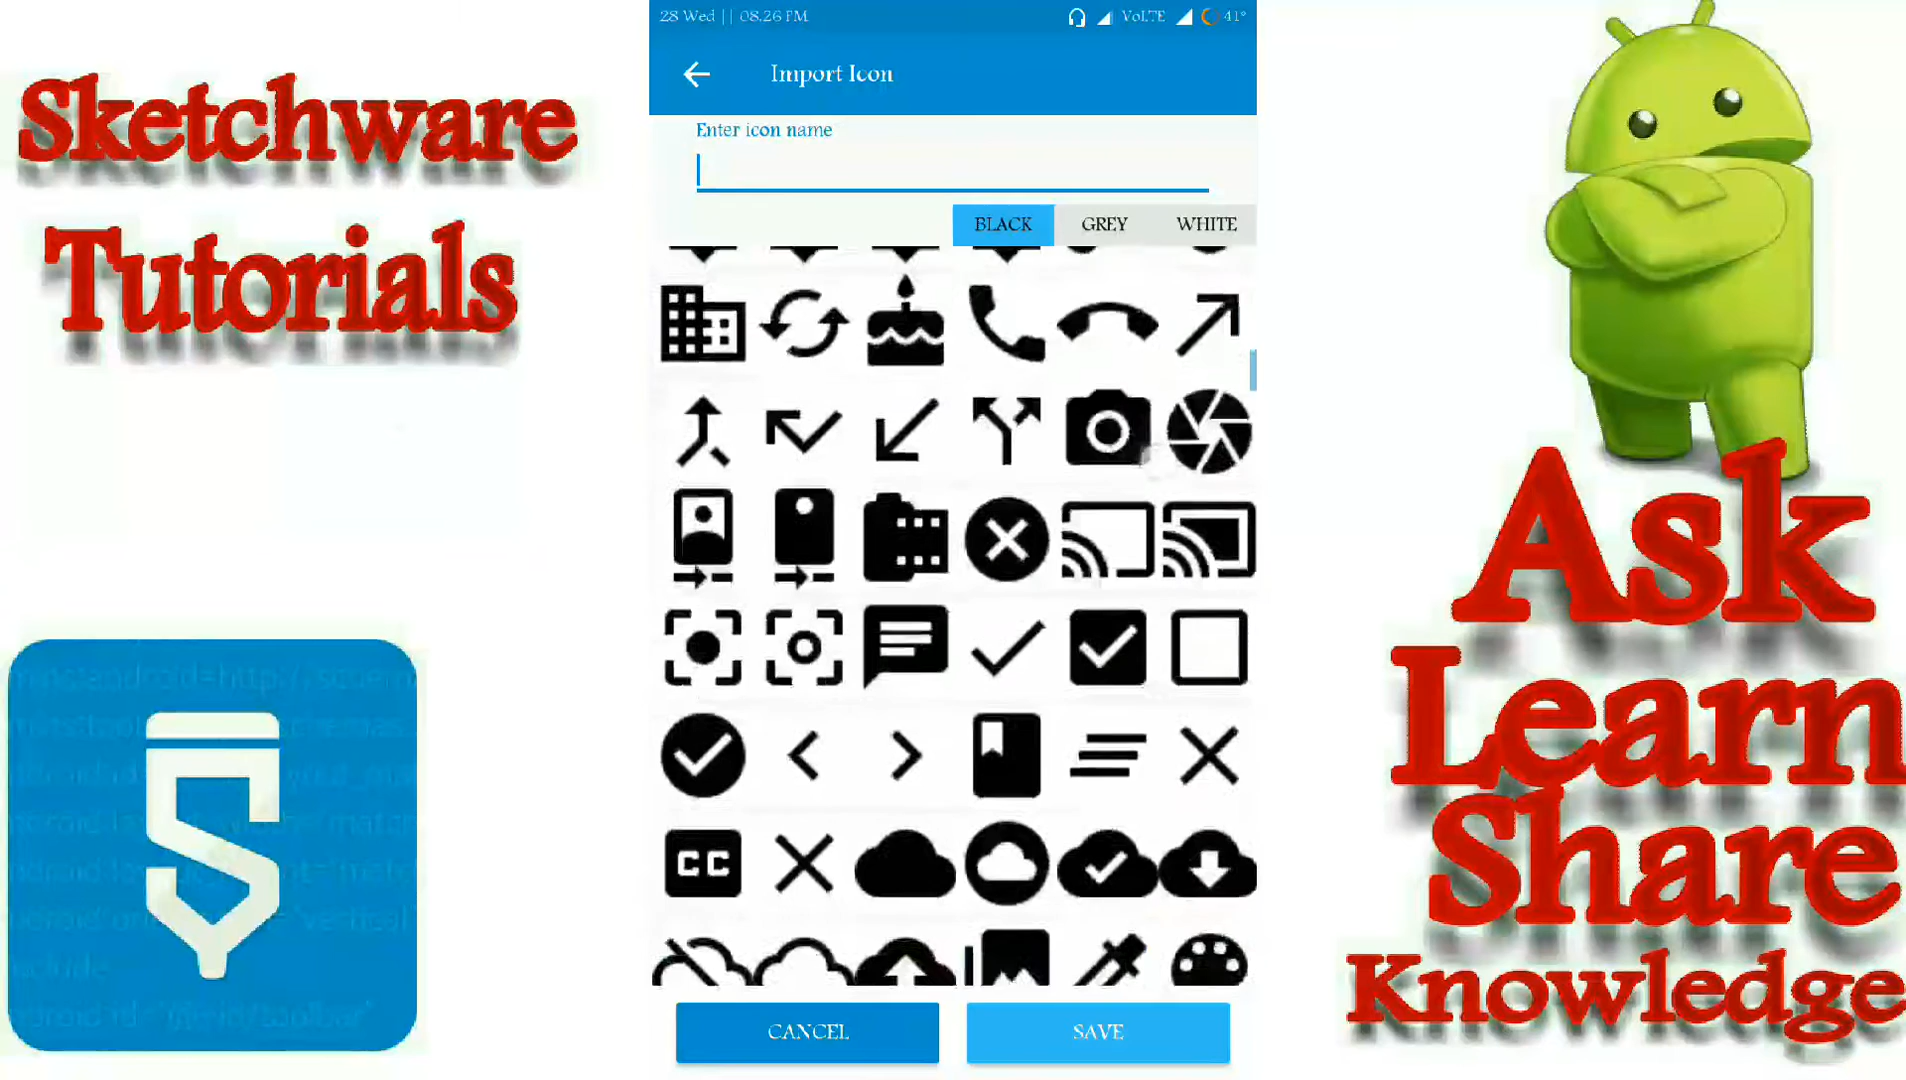 Sketchware
Tutorials
28 Wed || 08.26 PM
VoLTE
41°
Import Icon
Enter icon name
BLACK
GREY
WHITE
CC
CANCEL
SAVE
Ask
Learn
Share
Knowledge